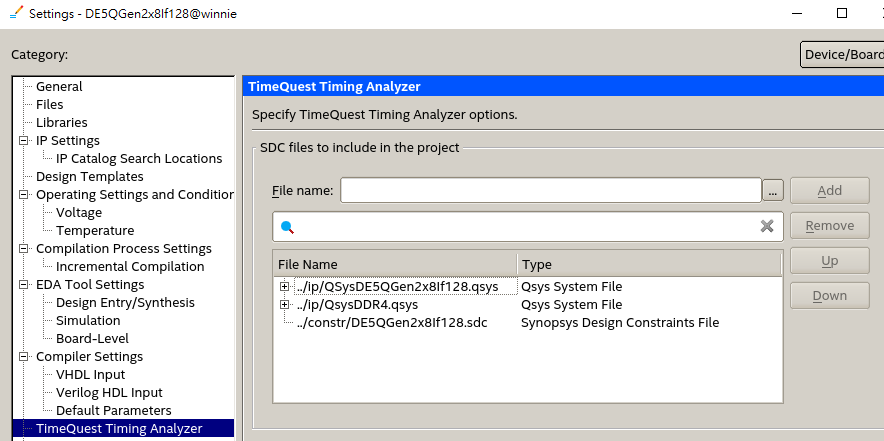 Settings - DE5QGen2x8If128@winnie
Category:
Device/Board
General
Files
Libraries
IP Settings
IP Catalog Search Locations
Design Templates
Operating Settings and Condition
Voltage
Temperature
Compilation Process Settings
Incremental Compilation
EDA Tool Settings
Design Entry/Synthesis
Simulation
Board-Level
Compiler Settings
VHDL Input
Verilog HDL Input
Default Parameters
TimeQuest Timing Analyzer
TimeQuest Timing Analyzer
Specify TimeQuest Timing Analyzer options.
SDC files to include in the project
File name: ... Add
Remove
Up
Down
File Name Type
../ip/QSysDE5QGen2x8If128.qsys Qsys System File
../ip/QsysDDR4.qsys Qsys System File
../constr/DE5QGen2x8If128.sdc Synopsys Design Constraints File